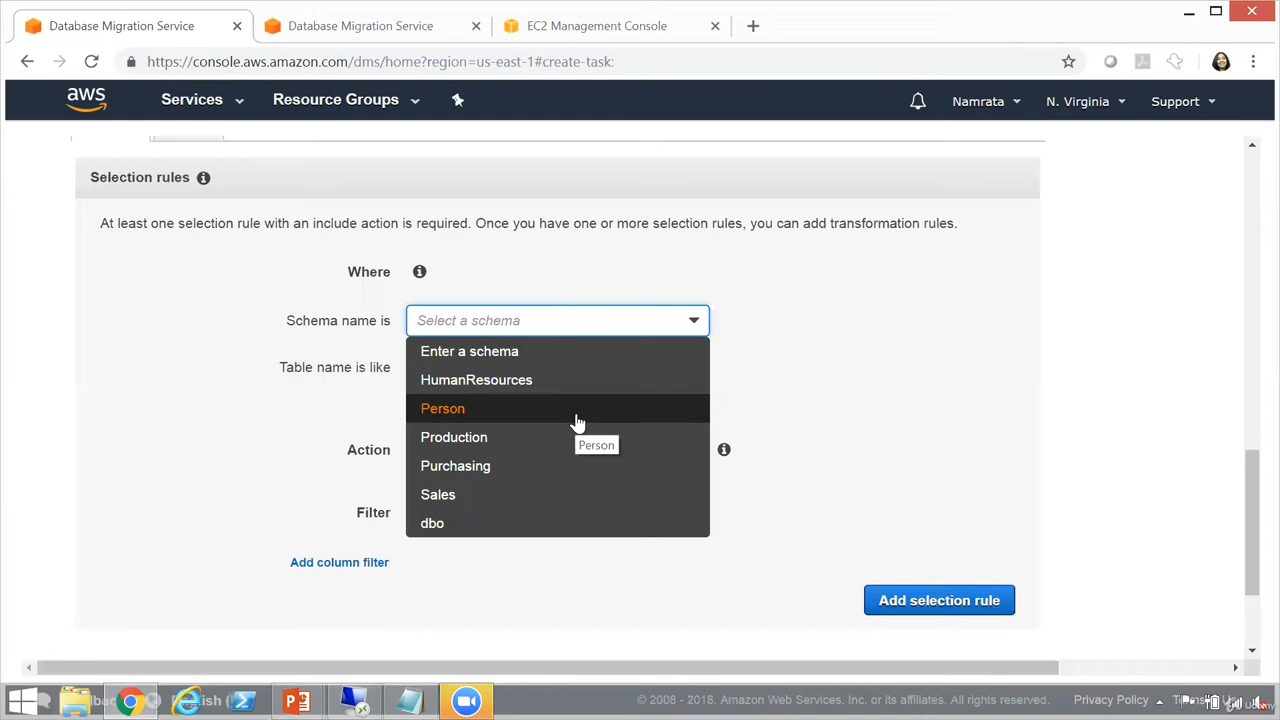 Database Migration Service
Database Migration Service
EC2 Management Console
https://console.aws.amazon.com/dms/home?region=us-east-1#create-task:
aws
Services
Resource Groups
Namrata
N. Virginia
Support
Selection rules
At least one selection rule with an include action is required. Once you have one or more selection rules, you can add transformation rules.
Where
Schema name is
Select a schema
Enter a schema
Table name is like
HumanResources
Person
Person
Production
Action
Purchasing
Sales
Filter
dbo
Add column filter
Add selection rule
© 2008 - 2018, Amazon Web Services, Inc. or its affiliates. All rights reserved.
Privacy Policy